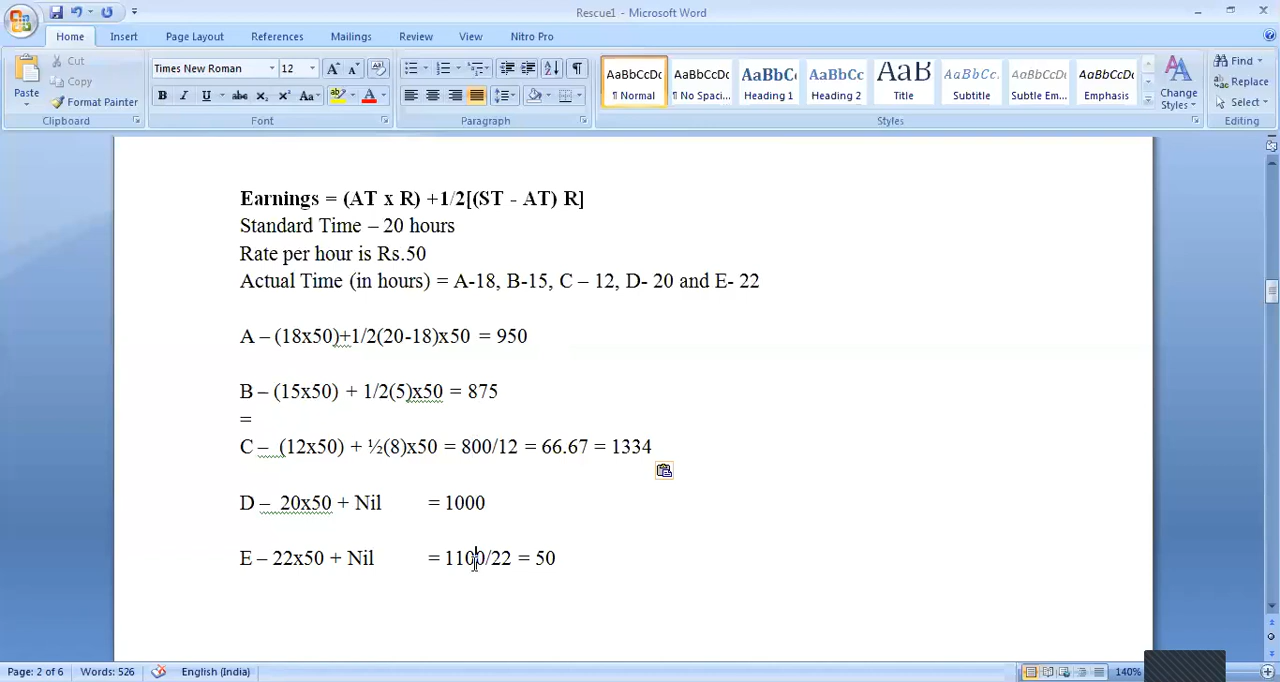 Rescue1 - Microsoft Word
Home Insert Page Layout References Mailings Review View Nitro Pro
Paste
Cut
Copy
Format Painter
Clipboard
Times New Roman 12
B I U abc X₂ X² Aa A
Font
Paragraph
AaBbCcDc AaBbCcDc AaBbC AaBbCc AaB AaBbCc. AaBbCcDc AaBbCcDc
¶ Normal ¶ No Spaci... Heading 1 Heading 2 Title Subtitle Subtle Em... Emphasis
Styles
Change Styles
Find
Replace
Select
Editing
Earnings = (AT x R) +1/2[(ST - AT) R]
Standard Time – 20 hours
Rate per hour is Rs.50
Actual Time (in hours) = A-18, B-15, C – 12, D- 20 and E- 22
A – (18x50)+1/2(20-18)x50 = 950
B – (15x50) + 1/2(5)x50 = 875
=
C – (12x50) + ½(8)x50 = 800/12 = 66.67 = 1334
D – 20x50 + Nil = 1000
E – 22x50 + Nil = 1100/22 = 50
Page: 2 of 6 Words: 526 English (India) 140%